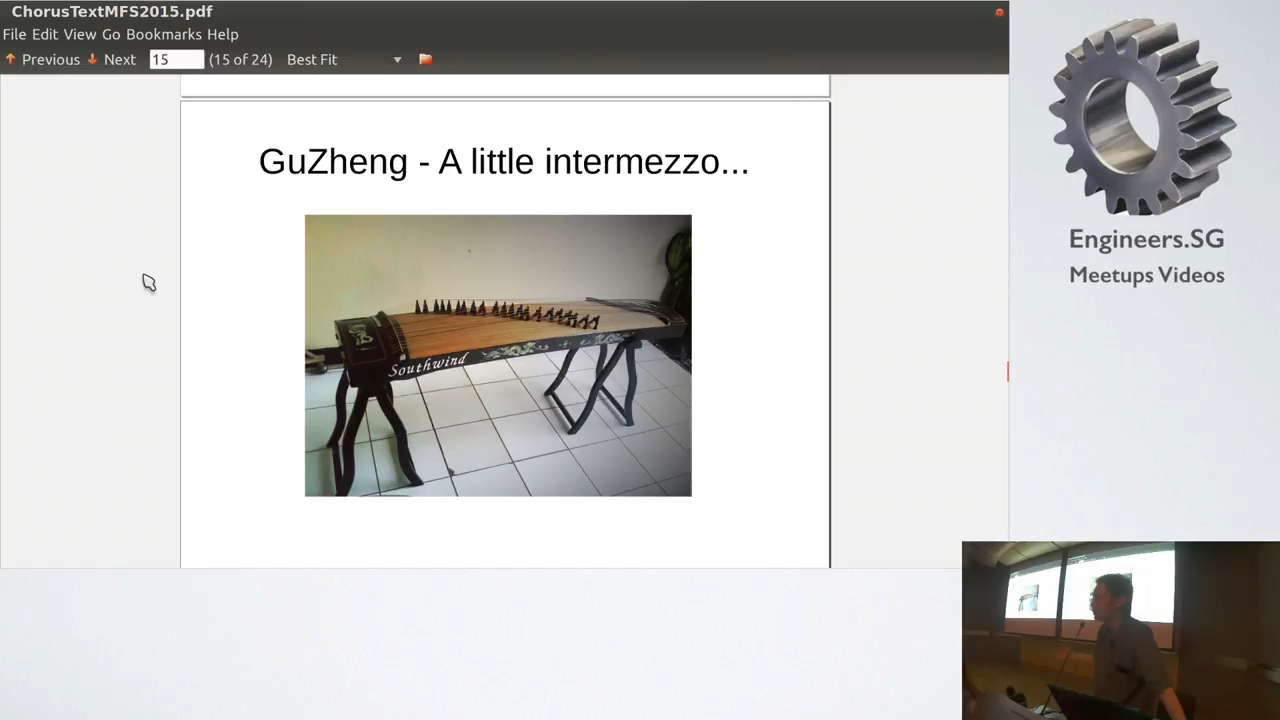 ChorusTextMFS2015.pdf
File Edit View Go Bookmarks Help
Previous Next 15 (15 of 24) Best Fit
GuZheng - A little intermezzo...
Southwind
Engineers.SG
Meetups Videos